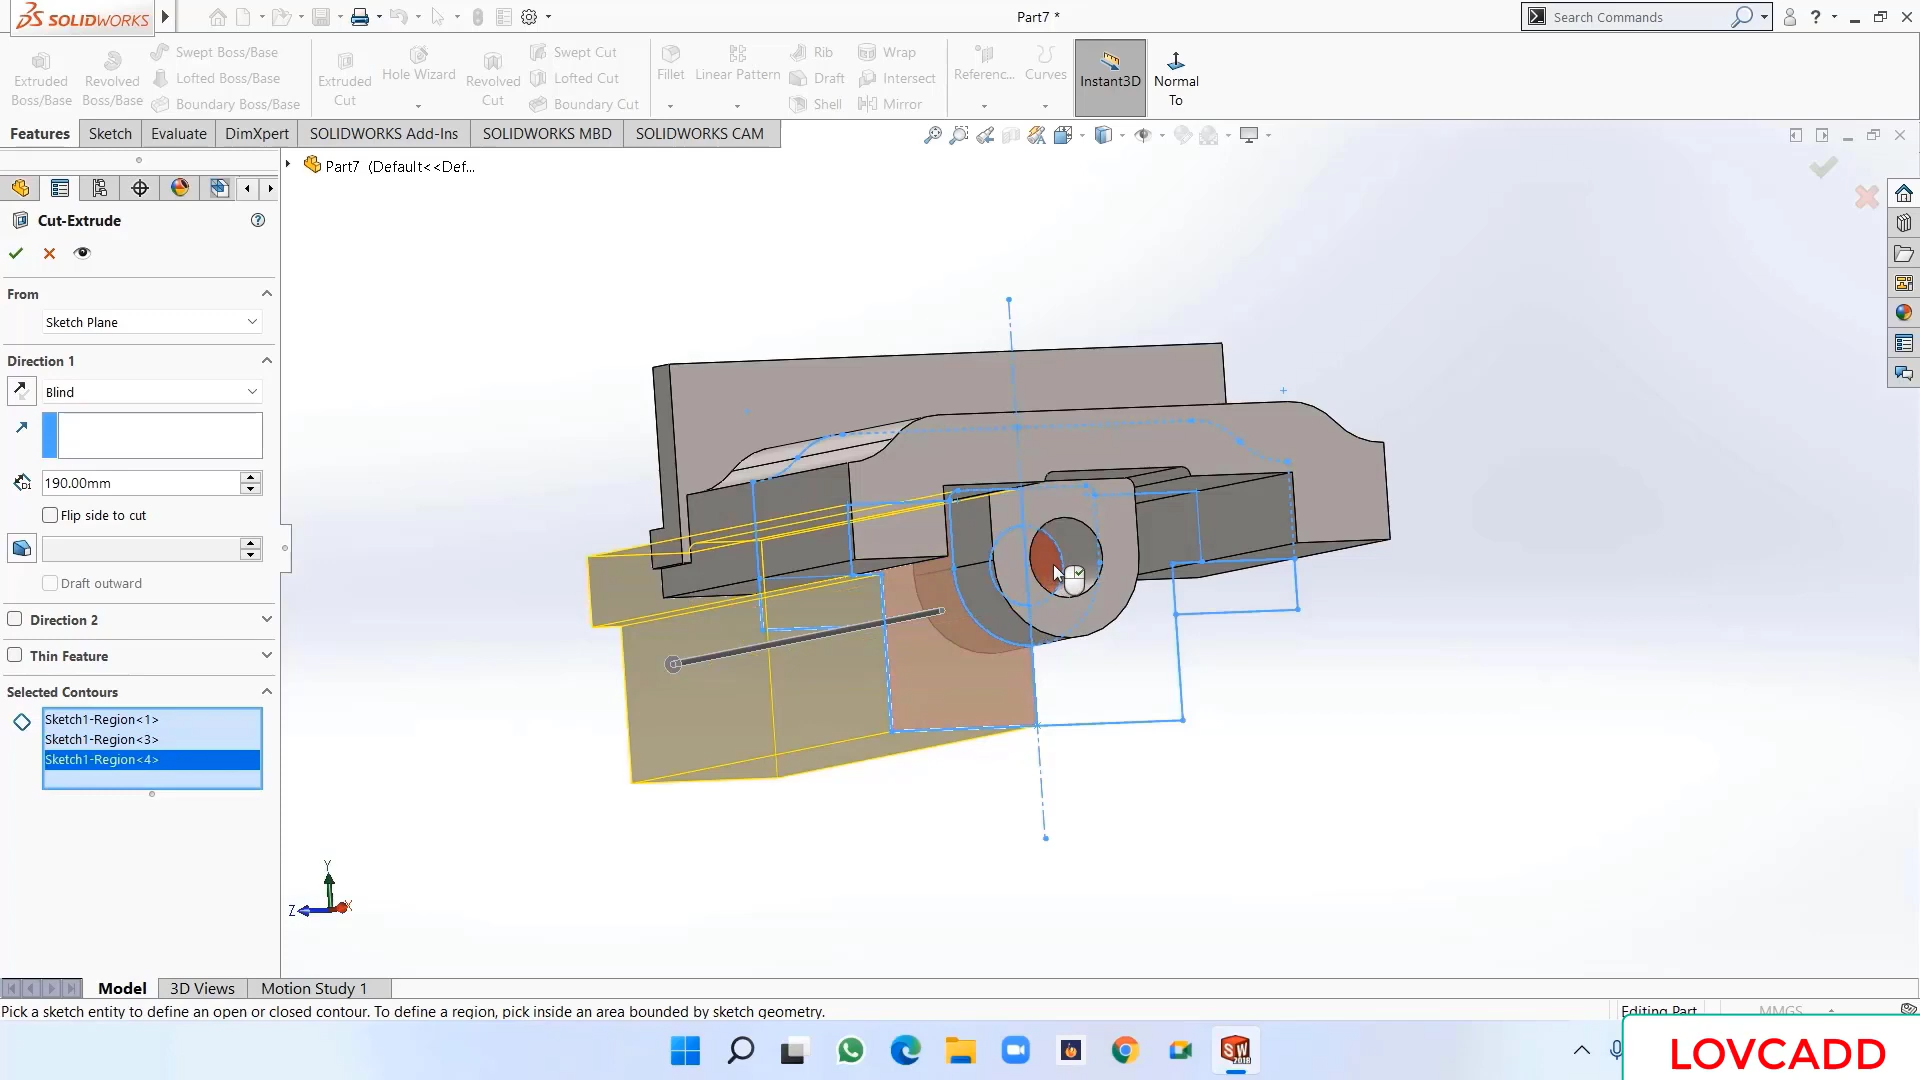 SOLIDWORKS
Part7 *
Search Commands
Extruded Boss/Base
Revolved Boss/Base
Swept Boss/Base
Lofted Boss/Base
Boundary Boss/Base
Extruded Cut
Hole Wizard
Revolved Cut
Swept Cut
Lofted Cut
Boundary Cut
Fillet
Linear Pattern
Rib
Draft
Shell
Wrap
Intersect
Mirror
Referenc...
Curves
Instant3D
Normal To
Features
Sketch
Evaluate
DimXpert
SOLIDWORKS Add-Ins
SOLIDWORKS MBD
SOLIDWORKS CAM
Part7 (Default<<Def...
Cut-Extrude
From
Sketch Plane
Direction 1
Blind
190.00mm
Flip side to cut
Draft outward
Direction 2
Thin Feature
Selected Contours
Sketch1-Region<1>
Sketch1-Region<3>
Sketch1-Region<4>
Y
Z
X
Model
3D Views
Motion Study 1
Pick a sketch entity to define an open or closed contour. To define a region, pick inside an area bounded by sketch geometry.
Editing Part
MMGS
SW
2018
LOVCADD